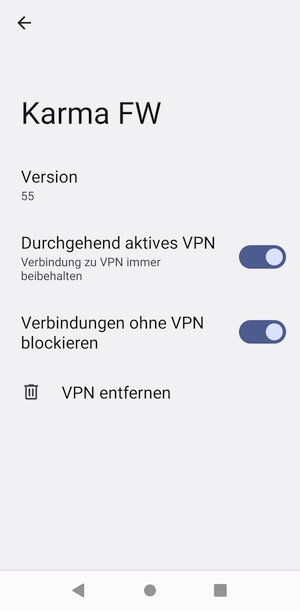 Karma FW
Version
55
Durchgehend aktives VPN
Verbindung zu VPN immer
beibehalten
Verbindungen ohne VPN
blockieren
VPN entfernen